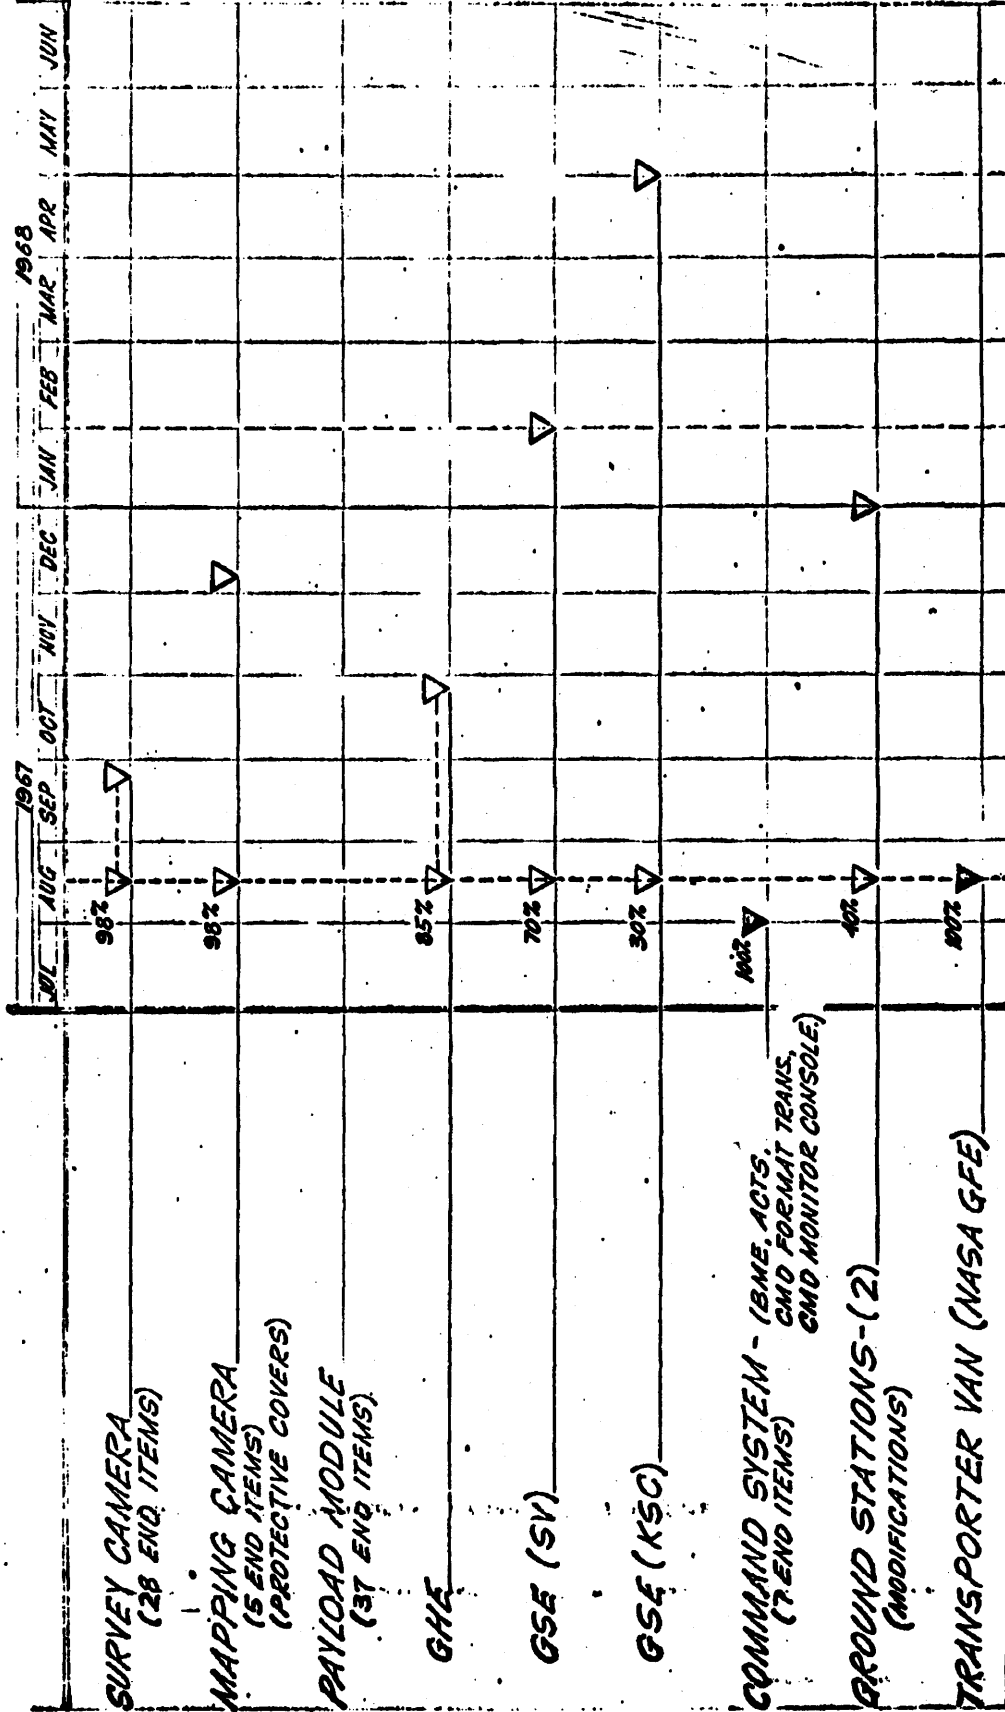 1967 1968
JUL AUG SEP OCT NOV DEC JAN FEB MAR APR MAY JUN
SURVEY CAMERA 98%
(28 END ITEMS)
MAPPING CAMERA 98%
(5 END ITEMS)
(PROTECTIVE COVERS)
PAYLOAD MODULE
(37 END ITEMS)
GHE 85%
GSE (SV) 70%
GSE (KSC) 30%
COMMAND SYSTEM - (BME, ACTS, 100%
(7 END ITEMS) CMD FORMAT TRANS,
CMD MONITOR CONSOLE)
GROUND STATIONS-(2) 40%
(MODIFICATIONS)
TRANSPORTER VAN (NASA GFE) 100%